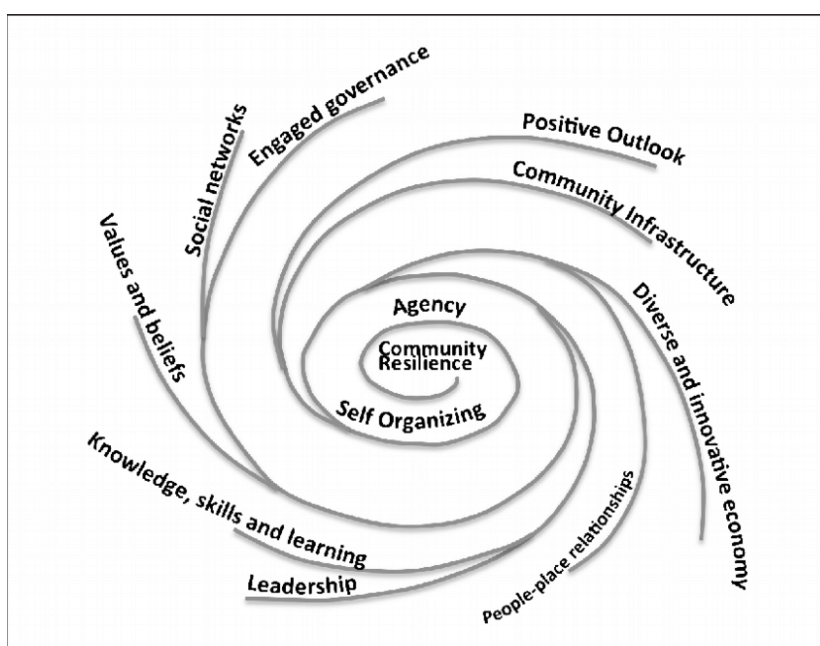 Engaged governance
Social networks
Positive Outlook
Community Infrastructure
Values and beliefs
Diverse and innovative economy
Agency
Community
Resilience
Self Organizing
Knowledge, skills and learning
People-place relationships
Leadership